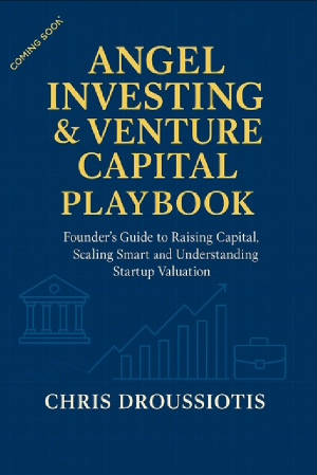 COMING SOON
ANGEL
INVESTING
& VENTURE
CAPITAL
PLAYBOOK
Founder's Guide to Raising Capital,
Scaling Smart and Understanding
Startup Valuation
CHRIS DROUSSIOTIS